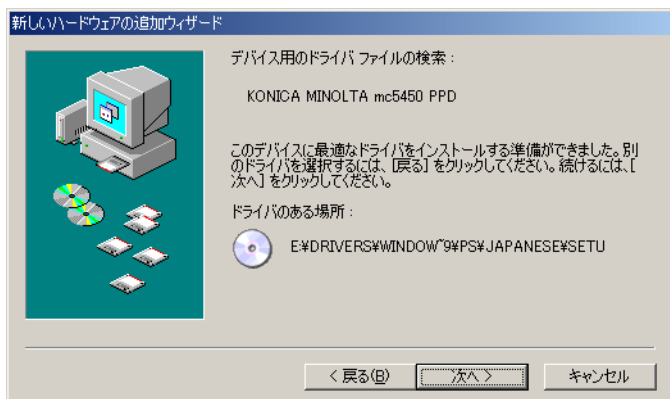 新しいハードウェアの追加ウィザード
デバイス用のドライバ ファイルの検索：
KONICA MINOLTA mc5450 PPD
このデバイスに最適なドライバをインストールする準備ができました。別
のドライバを選択するには、[戻る] をクリックしてください。続けるには、[
次へ] をクリックしてください。
ドライバのある場所：
E:¥DRIVERS¥WINDOW~9¥PS¥JAPANESE¥SETU
< 戻る(B)
次へ >
キャンセル